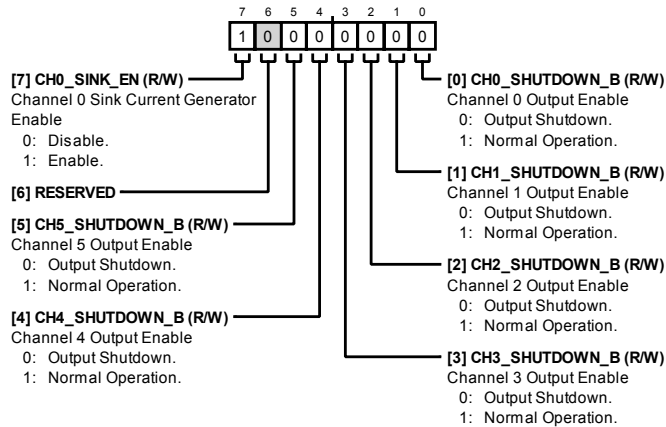 7 6 5 4 3 2 1 0
1 0 0 0 0 0 0 0
[7] CH0_SINK_EN (R/W)
Channel 0 Sink Current Generator
Enable
0: Disable.
1: Enable.
[6] RESERVED
[5] CH5_SHUTDOWN_B (R/W)
Channel 5 Output Enable
0: Output Shutdown.
1: Normal Operation.
[4] CH4_SHUTDOWN_B (R/W)
Channel 4 Output Enable
0: Output Shutdown.
1: Normal Operation.
[0] CH0_SHUTDOWN_B (R/W)
Channel 0 Output Enable
0: Output Shutdown.
1: Normal Operation.
[1] CH1_SHUTDOWN_B (R/W)
Channel 1 Output Enable
0: Output Shutdown.
1: Normal Operation.
[2] CH2_SHUTDOWN_B (R/W)
Channel 2 Output Enable
0: Output Shutdown.
1: Normal Operation.
[3] CH3_SHUTDOWN_B (R/W)
Channel 3 Output Enable
0: Output Shutdown.
1: Normal Operation.